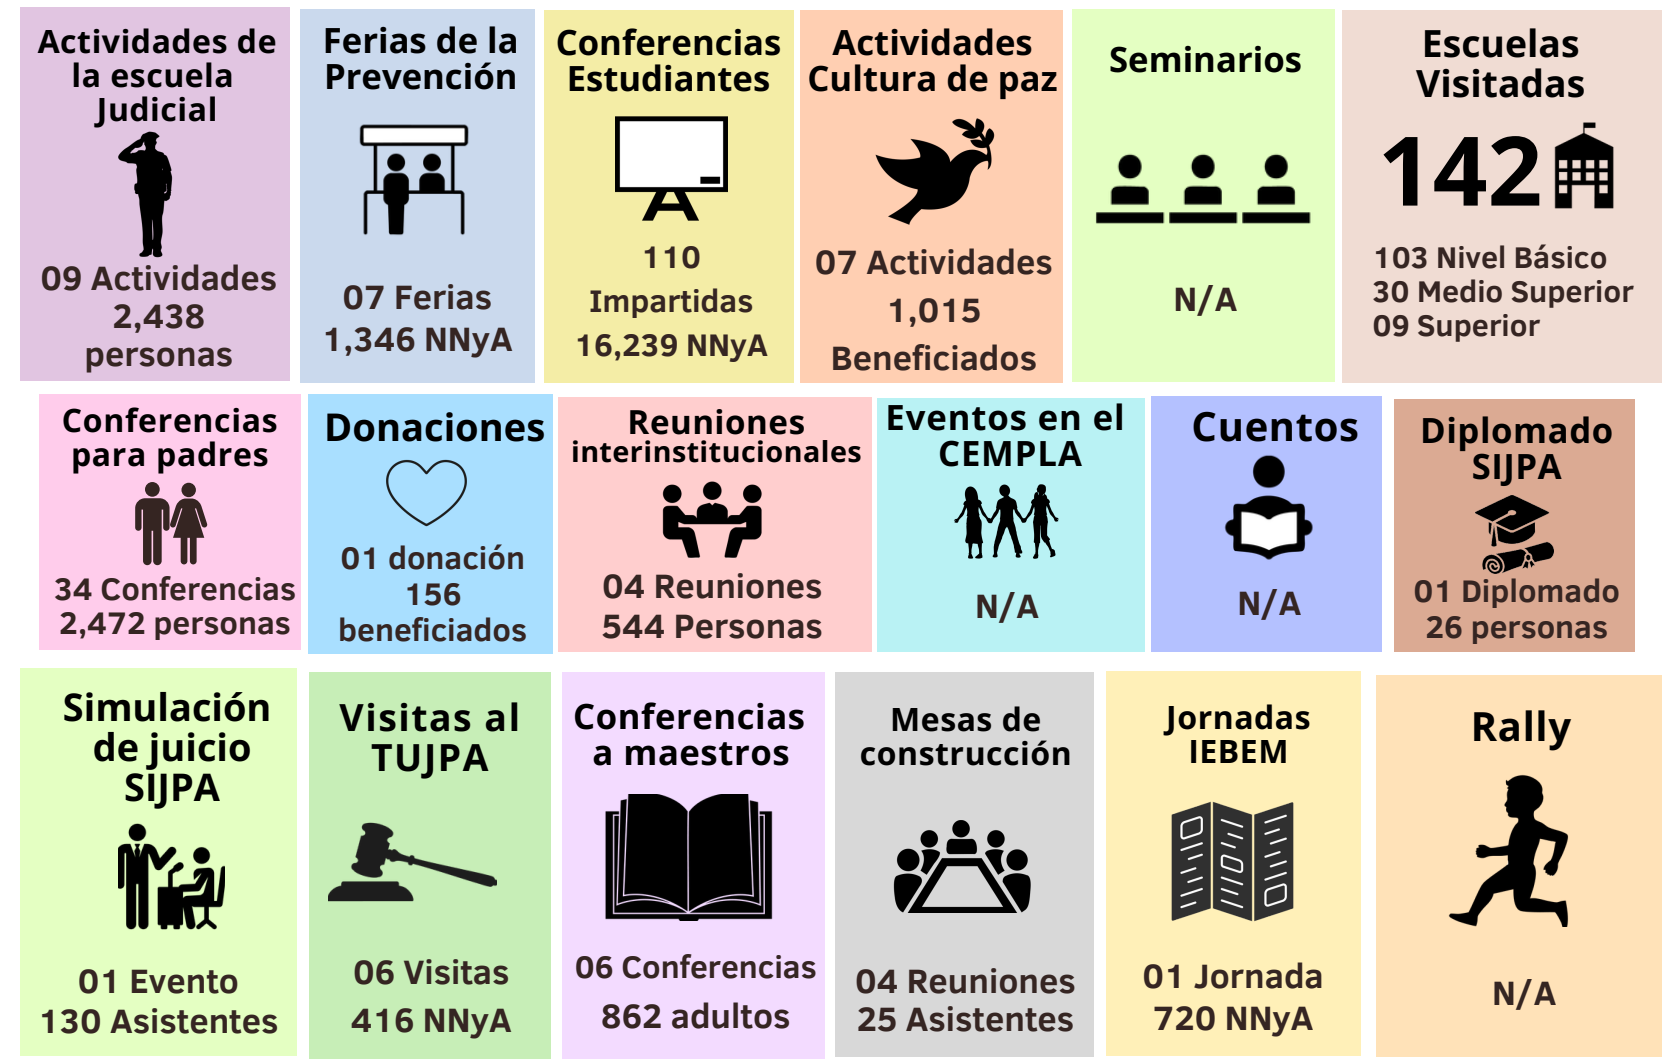 Actividades de
la escuela
Judicial
09 Actividades
2,438
personas
Ferias de la
Prevención
07 Ferias
1,346 NNyA
Conferencias
Estudiantes
110
Impartidas
16,239 NNyA
Actividades
Cultura de paz
07 Actividades
1,015
Beneficiados
Seminarios
N/A
Escuelas
Visitadas
142
103 Nivel Básico
30 Medio Superior
09 Superior
Conferencias
para padres
34 Conferencias
2,472 personas
Donaciones
01 donación
156
beneficiados
Reuniones
interinstitucionales
04 Reuniones
544 Personas
Eventos en el
CEMPLA
N/A
Cuentos
N/A
Diplomado
SIJPA
01 Diplomado
26 personas
Simulación
de juicio
SIJPA
01 Evento
130 Asistentes
Visitas al
TUJPA
06 Visitas
416 NNyA
Conferencias
a maestros
06 Conferencias
862 adultos
Mesas de
construcción
04 Reuniones
25 Asistentes
Jornadas
IEBEM
01 Jornada
720 NNyA
Rally
N/A